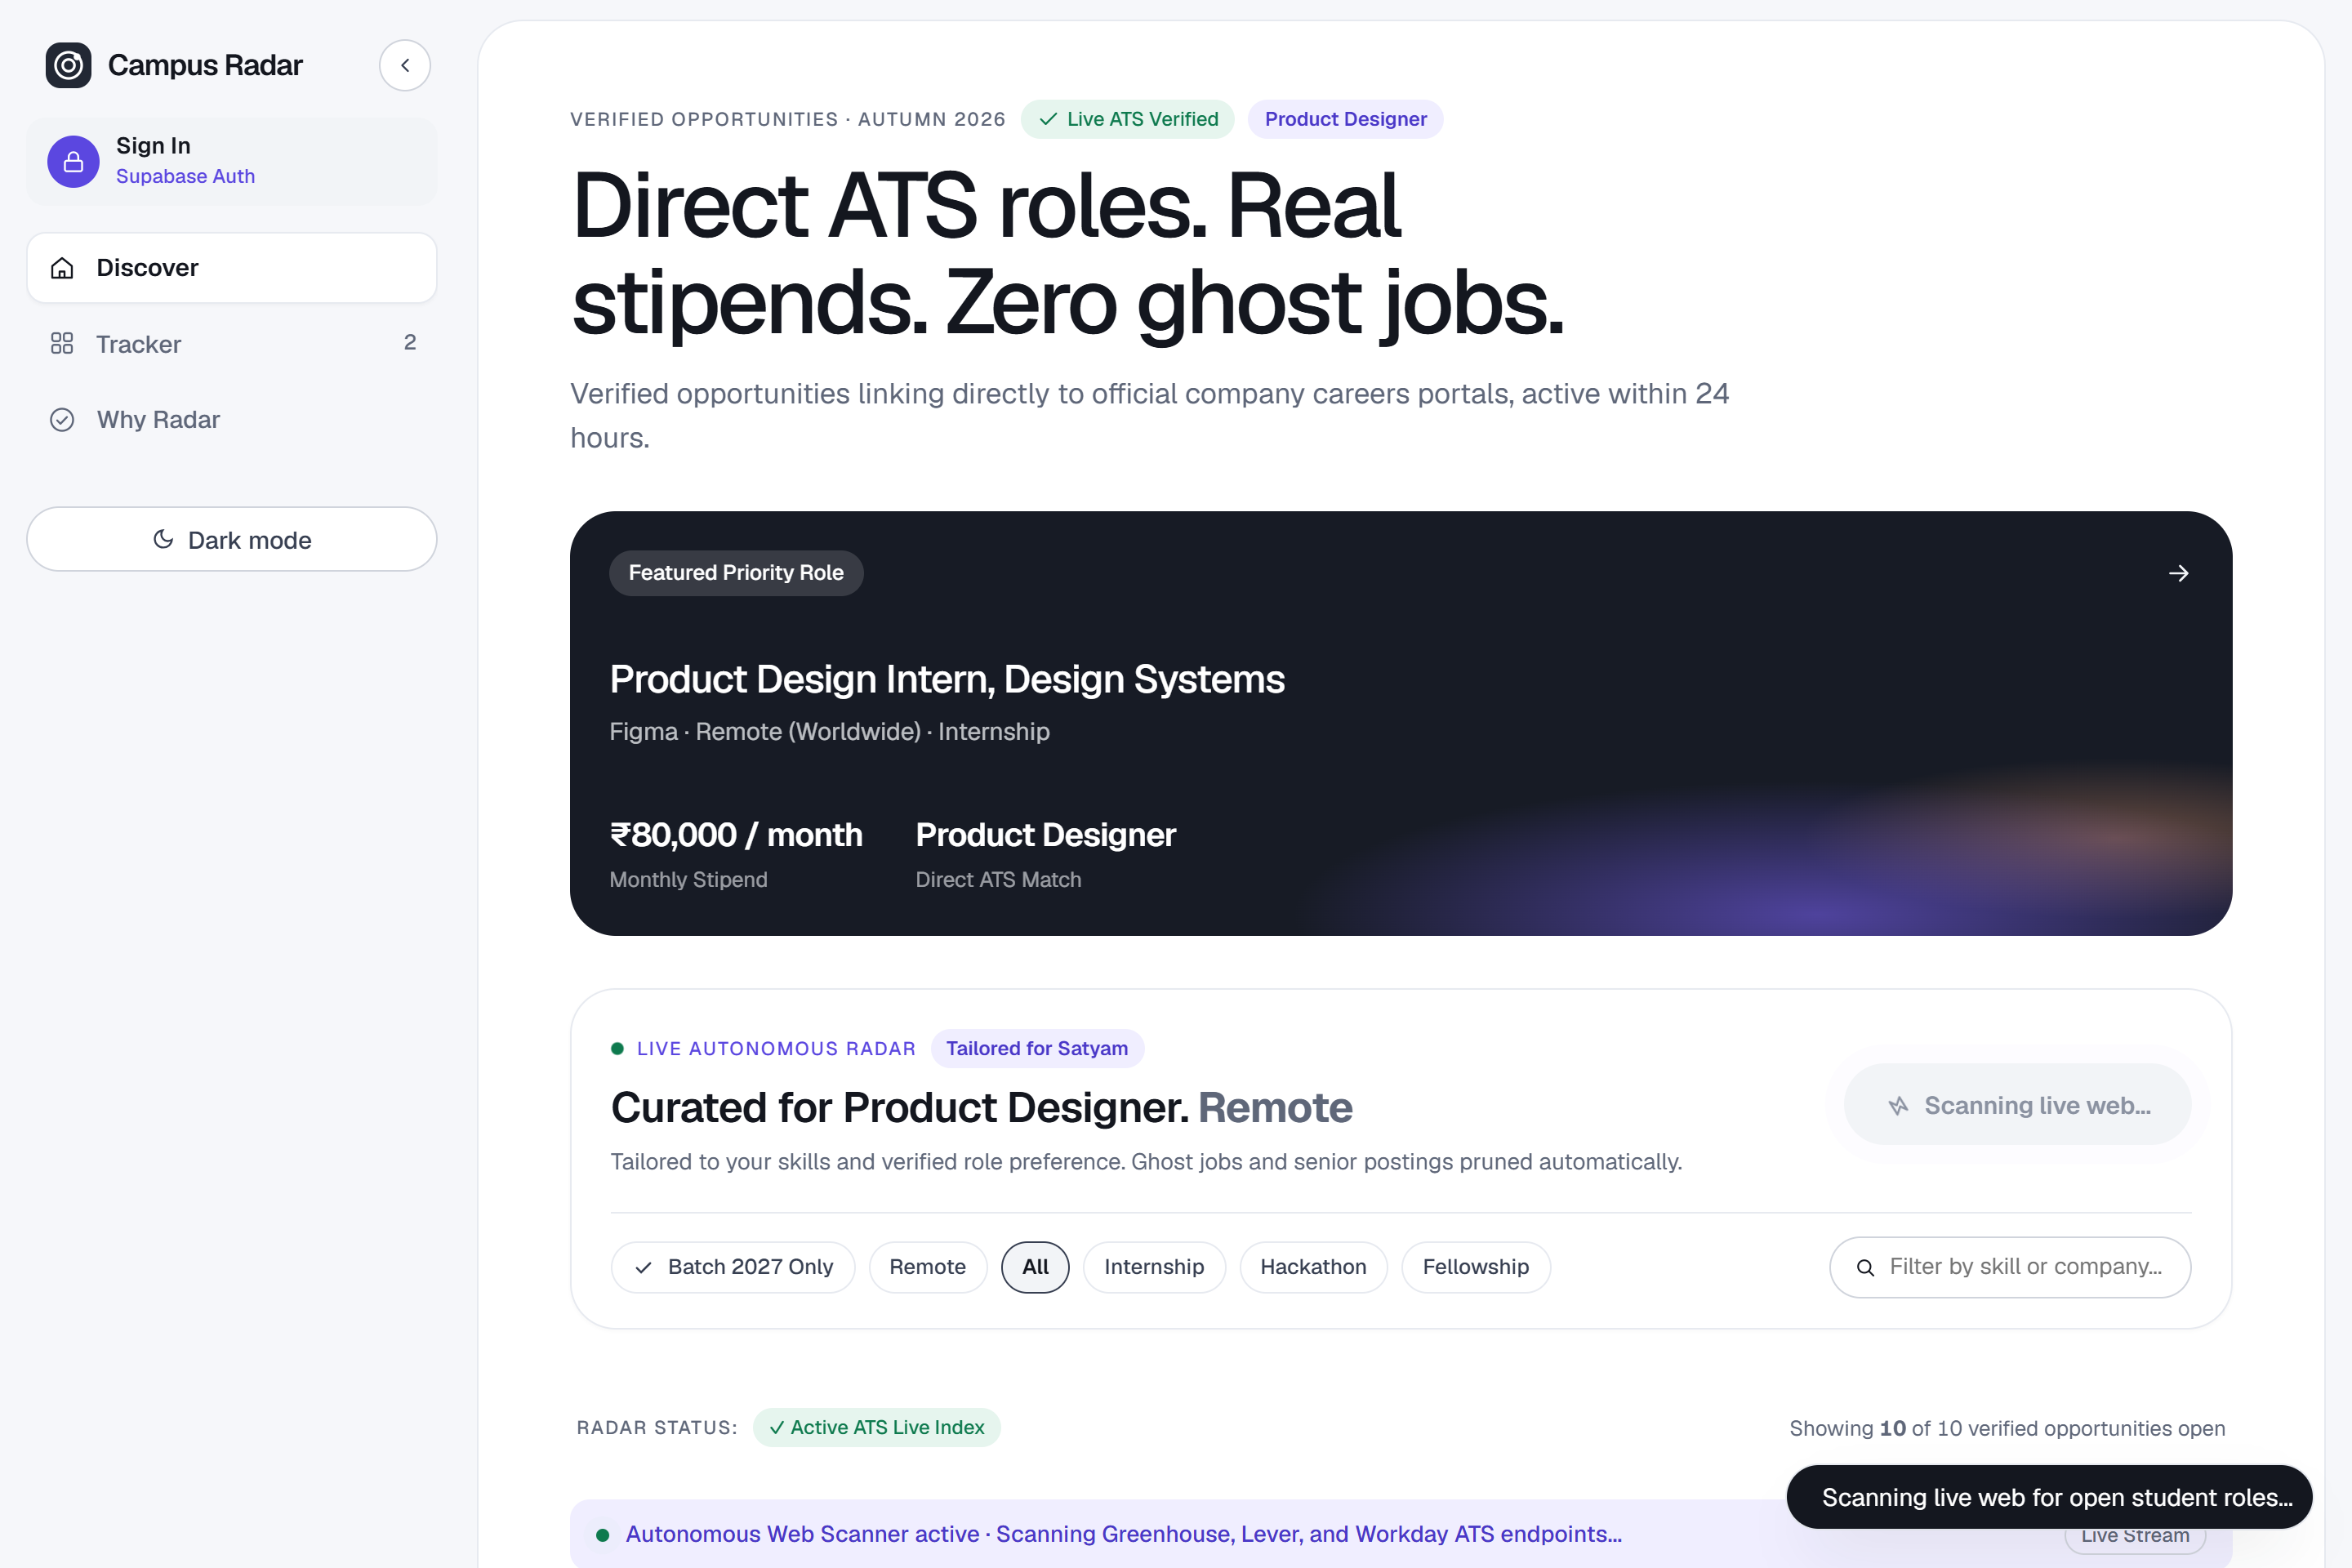 Campus Radar
Sign In
Supabase Auth
Discover
Tracker
2
Why Radar
Dark mode
VERIFIED OPPORTUNITIES · AUTUMN 2026
Live ATS Verified
Product Designer
Direct ATS roles. Real
stipends. Zero ghost jobs.
Verified opportunities linking directly to official company careers portals, active within 24
hours.
Featured Priority Role
Product Design Intern, Design Systems
Figma · Remote (Worldwide) · Internship
₹80,000 / month
Monthly Stipend
Product Designer
Direct ATS Match
LIVE AUTONOMOUS RADAR
Tailored for Satyam
Curated for Product Designer. Remote
Tailored to your skills and verified role preference. Ghost jobs and senior postings pruned automatically.
Scanning live web...
Batch 2027 Only
Remote
All
Internship
Hackathon
Fellowship
Filter by skill or company...
RADAR STATUS:
✓ Active ATS Live Index
Showing 10 of 10 verified opportunities open
Scanning live web for open student roles...
Autonomous Web Scanner active · Scanning Greenhouse, Lever, and Workday ATS endpoints...
Live Stream